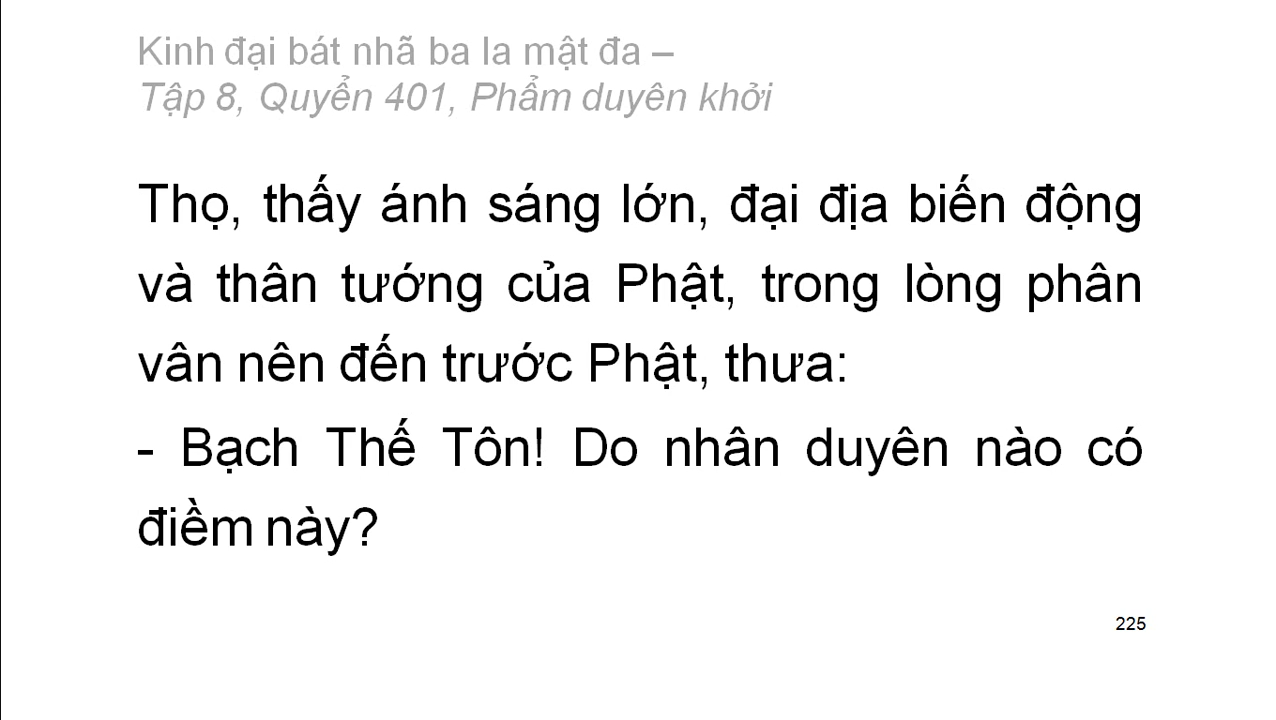 Kinh đại bát nhã ba la mật đa –
Tập 8, Quyển 401, Phẩm duyên khởi
Thọ, thấy ánh sáng lớn, đại địa biến động
và thân tướng của Phật, trong lòng phân
vân nên đến trước Phật, thưa:
- Bạch Thế Tôn! Do nhân duyên nào có
điềm này?
225